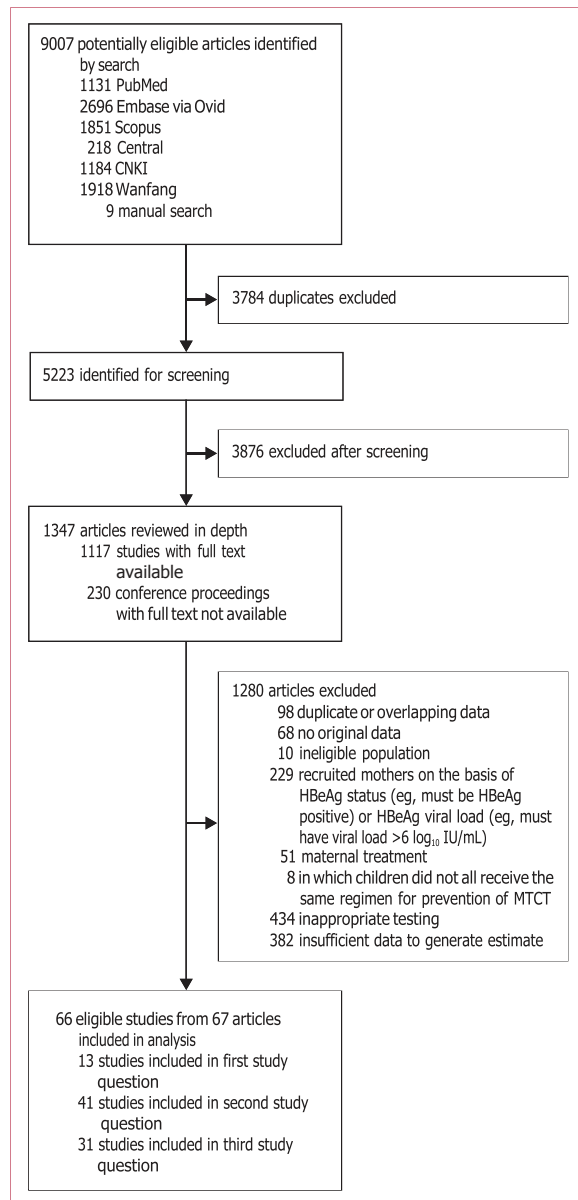 9007 potentially eligible articles identified
by search
1131 PubMed
2696 Embase via Ovid
1851 Scopus
218 Central
1184 CNKI
1918 Wanfang
9 manual search
3784 duplicates excluded
5223 identified for screening
3876 excluded after screening
1347 articles reviewed in depth
1117 studies with full text
available
230 conference proceedings
with full text not available
1280 articles excluded
98 duplicate or overlapping data
68 no original data
10 ineligible population
229 recruited mothers on the basis of
HBeAg status (eg, must be HBeAg
positive) or HBeAg viral load (eg, must
have viral load >6 log₁₀ IU/mL)
51 maternal treatment
8 in which children did not all receive the
same regimen for prevention of MTCT
434 inappropriate testing
382 insufficient data to generate estimate
66 eligible studies from 67 articles
included in analysis
13 studies included in first study
question
41 studies included in second study
question
31 studies included in third study
question